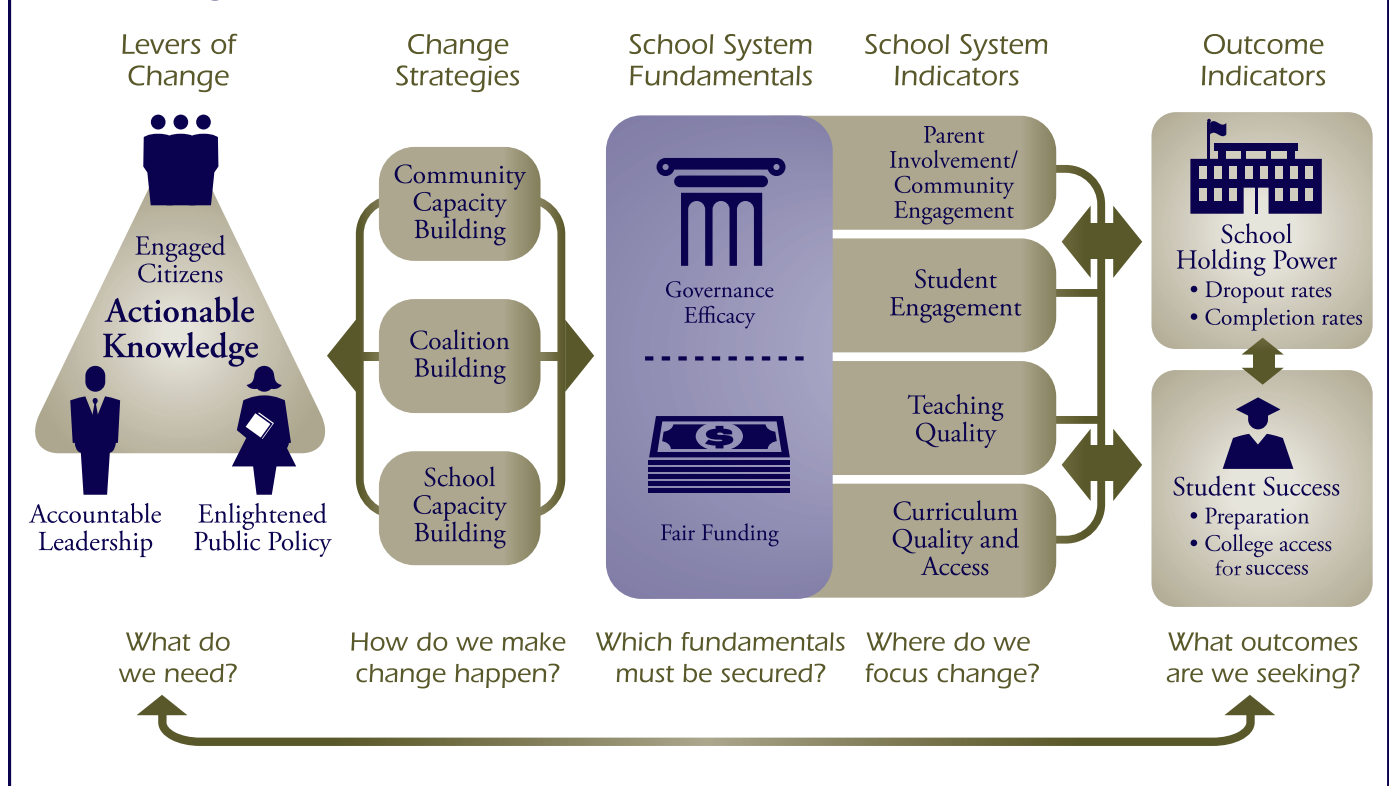 Levers of
Change
Change
Strategies
School System
Fundamentals
School System
Indicators
Outcome
Indicators
Engaged
Citizens
Actionable
Knowledge
Accountable
Leadership
Enlightened
Public Policy
Community
Capacity
Building
Coalition
Building
School
Capacity
Building
Governance
Efficacy
$
Fair Funding
Parent
Involvement/
Community
Engagement
Student
Engagement
Teaching
Quality
Curriculum
Quality and
Access
School
Holding Power
• Dropout rates
• Completion rates
Student Success
• Preparation
• College access
for success
What do
we need?
How do we make
change happen?
Which fundamentals
must be secured?
Where do we
focus change?
What outcomes
are we seeking?